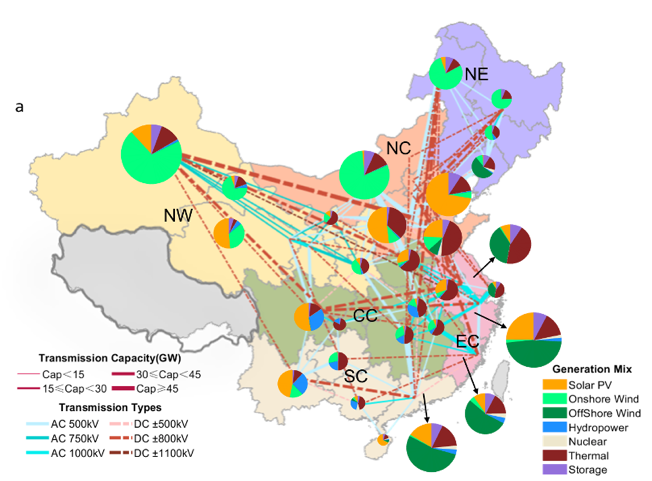 NE
a
NC
NW
CC
EC
SC
Transmission Capacity(GW)
Cap<15 30≤Cap<45
15≤Cap<30 Cap≥45
Transmission Types
AC 500kV DC ±500kV
AC 750kV DC ±800kV
AC 1000kV DC ±1100kV
Generation Mix
Solar PV
Onshore Wind
OffShore Wind
Hydropower
Nuclear
Thermal
Storage